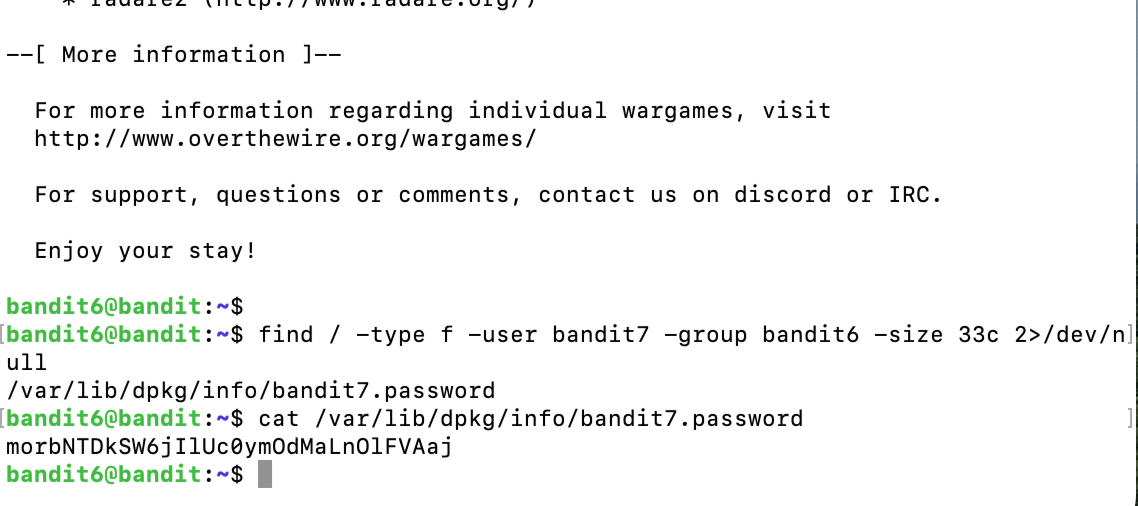 * radare2 (http://www.radare.org/)
--[ More information ]--
For more information regarding individual wargames, visit
http://www.overthewire.org/wargames/
For support, questions or comments, contact us on discord or IRC.
Enjoy your stay!
bandit6@bandit:~$
[bandit6@bandit:~$ find / -type f -user bandit7 -group bandit6 -size 33c 2>/dev/n]
ull
/var/lib/dpkg/info/bandit7.password
[bandit6@bandit:~$ cat /var/lib/dpkg/info/bandit7.password ]
morbNTDkSW6jIlUc0ymOdMaLnOlFVAaj
bandit6@bandit:~$